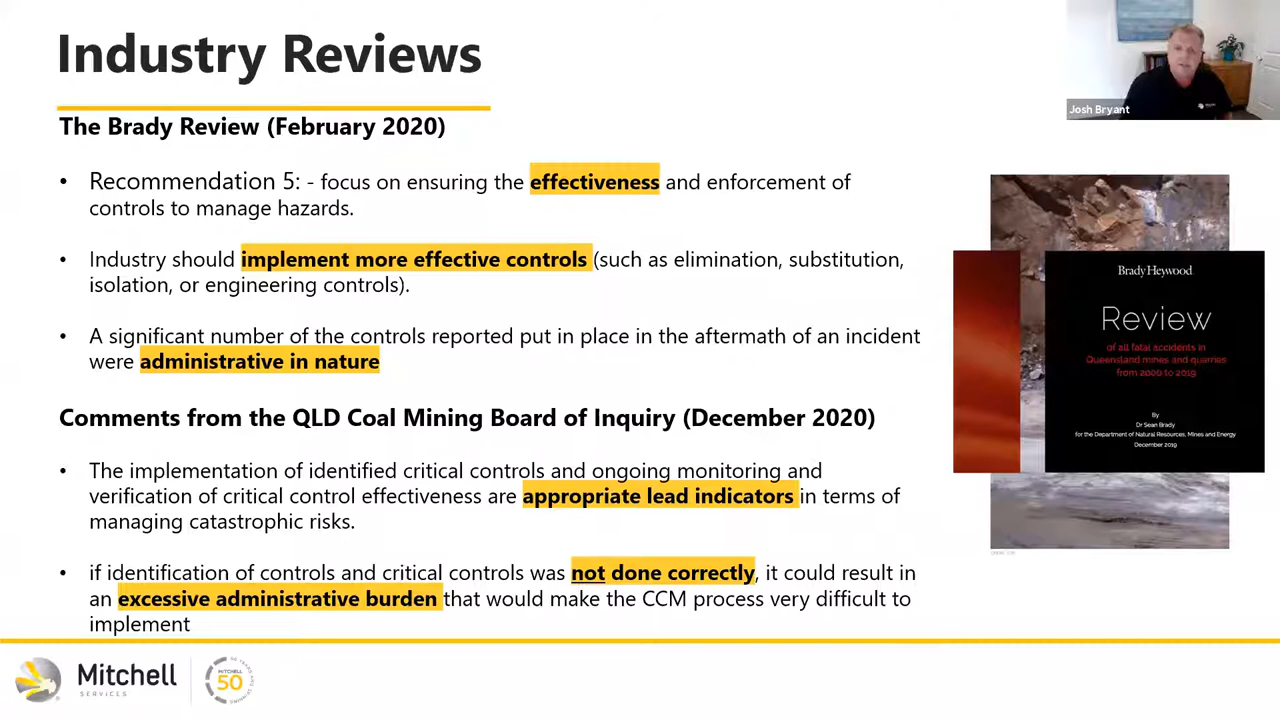 Industry Reviews
Josh Bryant
The Brady Review (February 2020)
• Recommendation 5: - focus on ensuring the effectiveness and enforcement of
controls to manage hazards.
• Industry should implement more effective controls (such as elimination, substitution,
isolation, or engineering controls).
• A significant number of the controls reported put in place in the aftermath of an incident
were administrative in nature
Comments from the QLD Coal Mining Board of Inquiry (December 2020)
• The implementation of identified critical controls and ongoing monitoring and
verification of critical control effectiveness are appropriate lead indicators in terms of
managing catastrophic risks.
• if identification of controls and critical controls was not done correctly, it could result in
an excessive administrative burden that would make the CCM process very difficult to
implement
Brady Heywood
Review
of all fatal accidents in
Queensland mines and quarries
from 2000 to 2019
By
Dr Sean Brady
for the Department of Natural Resources, Mines and Energy
December 2019
Mitchell
SERVICES
MITCHELL
50